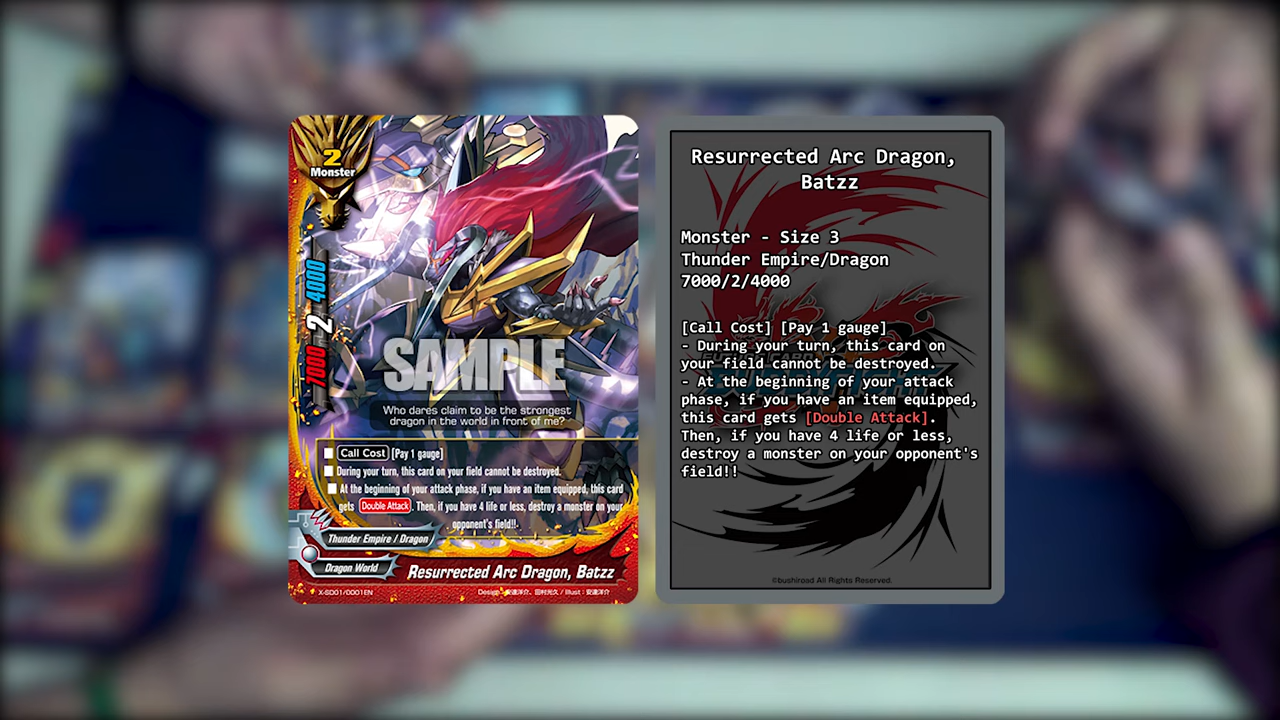 2
Monster
7000 2 4000
SAMPLE
Who dares claim to be the strongest
dragon in the world in front of me?
■ Call Cost [Pay 1 gauge]
■ During your turn, this card on your field cannot be destroyed.
■ At the beginning of your attack phase, if you have an item equipped, this card
gets Double Attack. Then, if you have 4 life or less, destroy a monster on your
opponent's field!!
Thunder Empire / Dragon
Dragon World
Resurrected Arc Dragon, Batzz
X-SD01/0001EN
Resurrected Arc Dragon,
Batzz
Monster - Size 3
Thunder Empire/Dragon
7000/2/4000
[Call Cost] [Pay 1 gauge]
- During your turn, this card on
your field cannot be destroyed.
- At the beginning of your attack
phase, if you have an item equipped,
this card gets [Double Attack].
Then, if you have 4 life or less,
destroy a monster on your opponent's
field!!
©bushiroad All Rights Reserved.